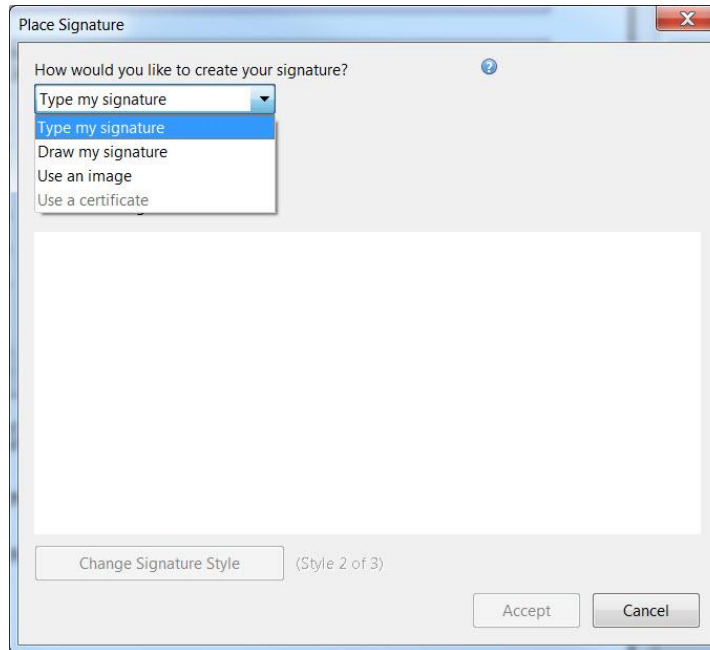 Place Signature
How would you like to create your signature?
Type my signature
Type my signature
Draw my signature
Use an image
Use a certificate
Change Signature Style (Style 2 of 3)
Accept Cancel